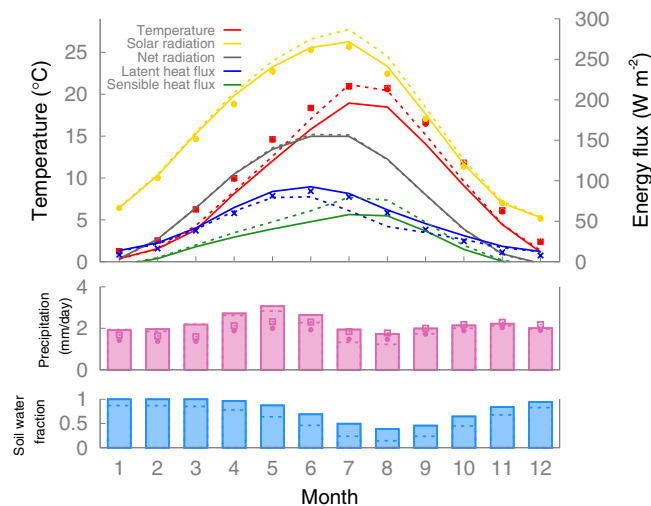 Temperature
Solar radiation
Net radiation
Latent heat flux
Sensible heat flux
Temperature (°C)
25
20
15
10
5
0
Energy flux (W m-2)
300
250
200
150
100
50
0
Precipitation
(mm/day)
4
2
0
Soil water
fraction
1
0.5
0
1 2 3 4 5 6 7 8 9 10 11 12
Month